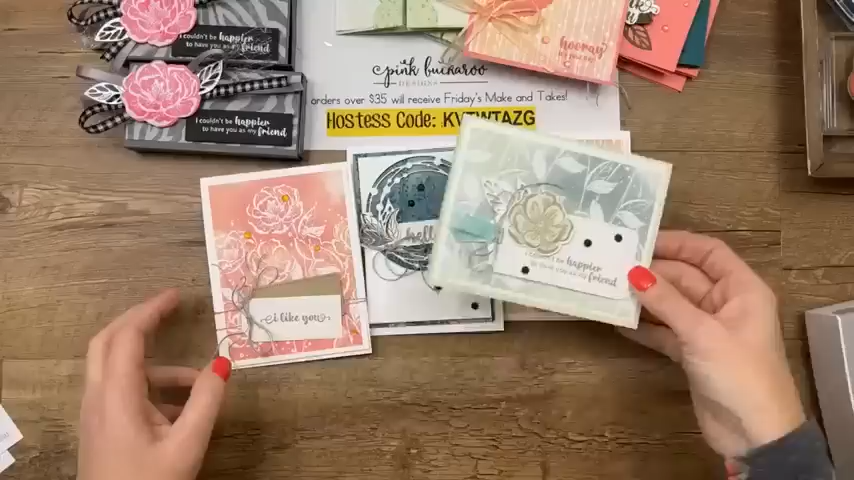 I couldn't be happier
to have you as my friend
I couldn't be happier
to have you as my friend
hooray
pink buckaroo
DESIGNS
orders over $35 will receive Friday's Make and Takes!
Hostess Code: KVTWTAZG
hello
I couldn't be happier
to have you as my friend
I like you